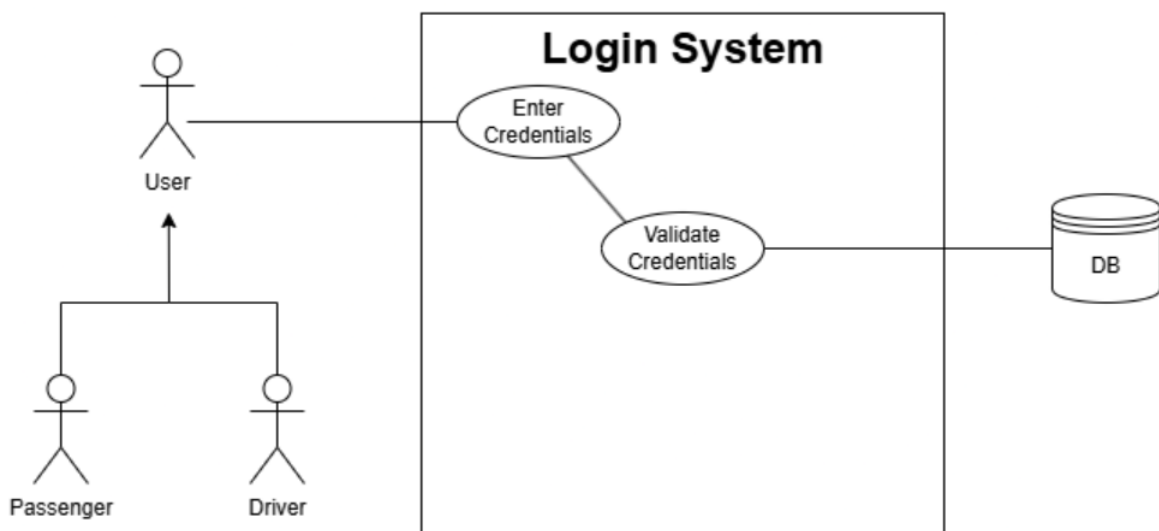 Login System
Enter
Credentials
User
Validate
Credentials
DB
Passenger
Driver